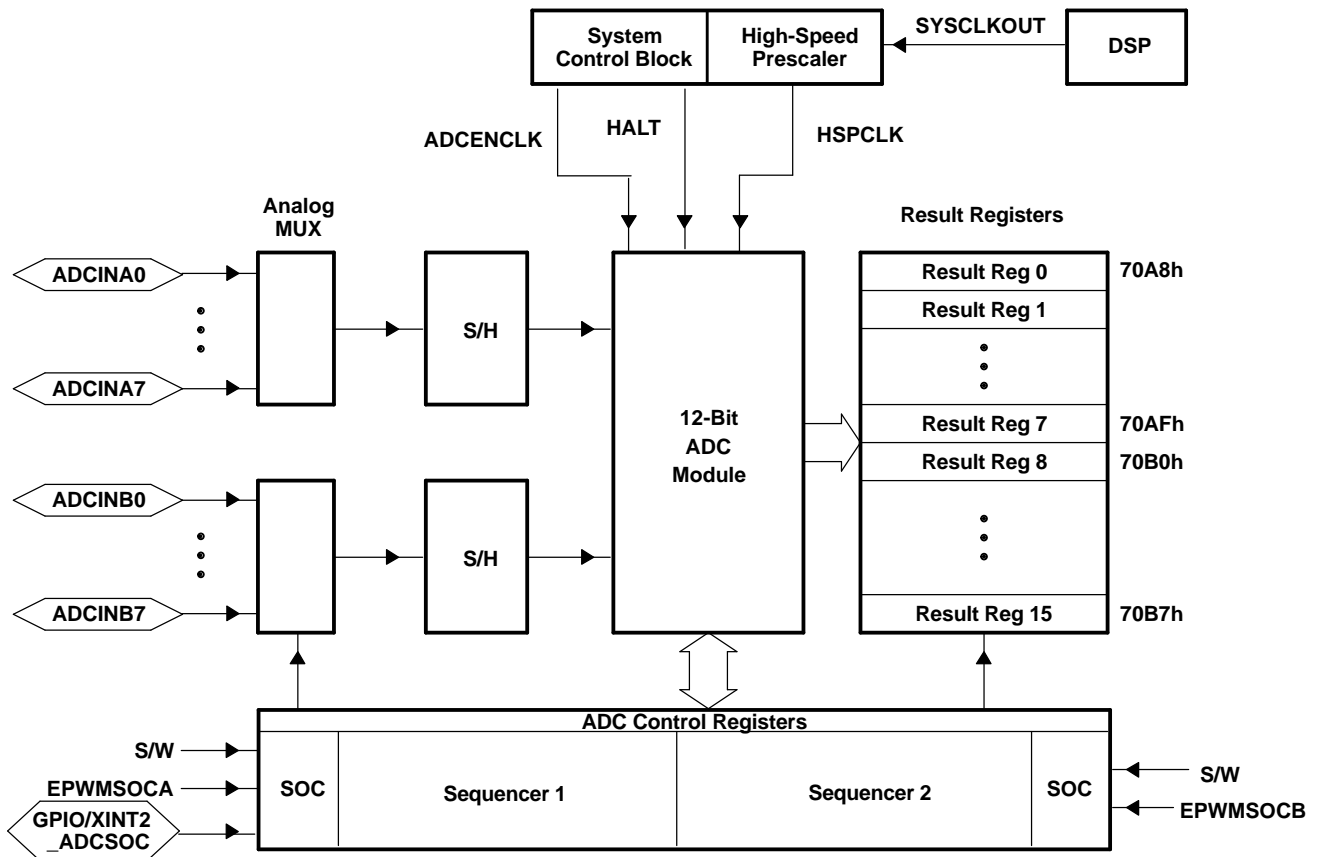 System
Control Block
High-Speed
Prescaler
SYSCLKOUT
DSP
ADCENCLK
HALT
HSPCLK
Analog
MUX
Result Registers
ADCINA0
ADCINA7
S/H
12-Bit
ADC
Module
Result Reg 0
70A8h
Result Reg 1
Result Reg 7
70AFh
Result Reg 8
70B0h
ADCINB0
ADCINB7
S/H
Result Reg 15
70B7h
ADC Control Registers
S/W
EPWMSOCA
GPIO/XINT2
_ADCSOC
SOC
Sequencer 1
Sequencer 2
SOC
S/W
EPWMSOCB